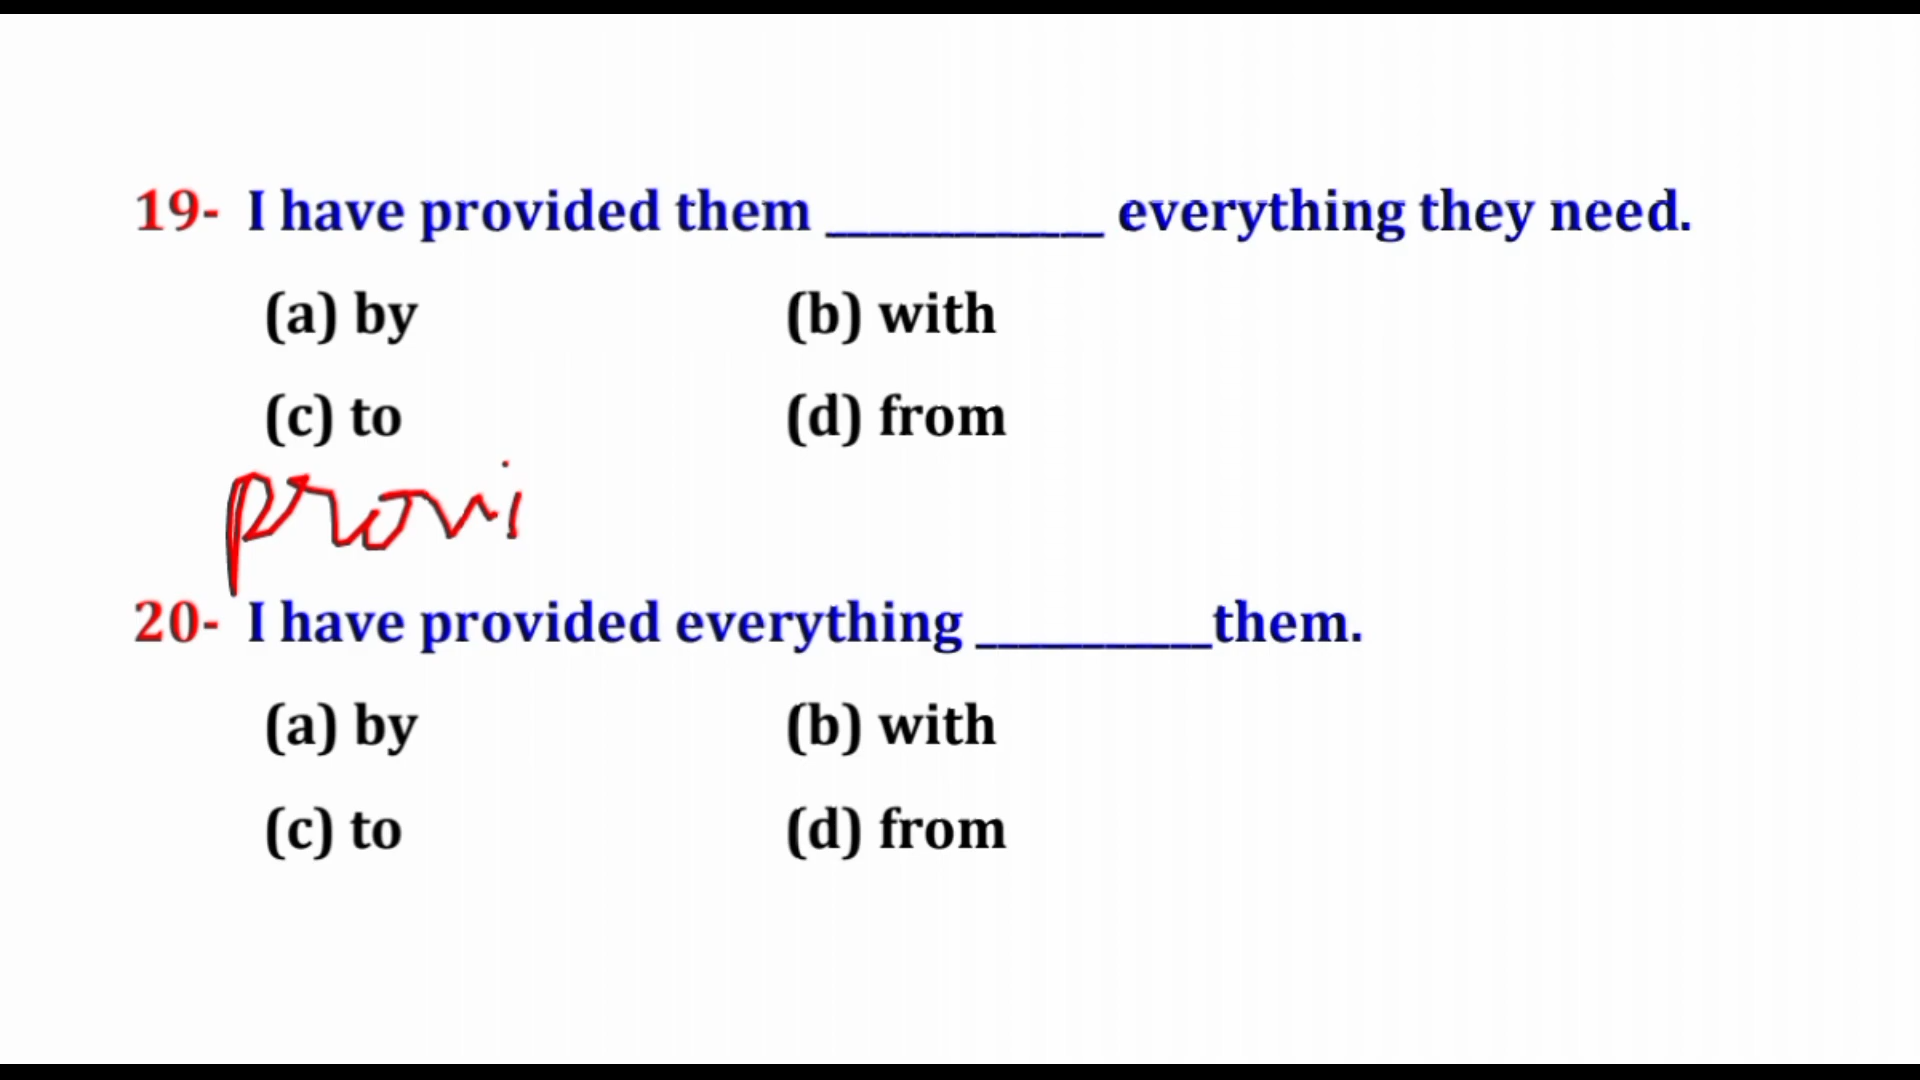 19- I have provided them __________ everything they need.
(a) by (b) with
(c) to (d) from
provi
20- I have provided everything _________them.
(a) by (b) with
(c) to (d) from